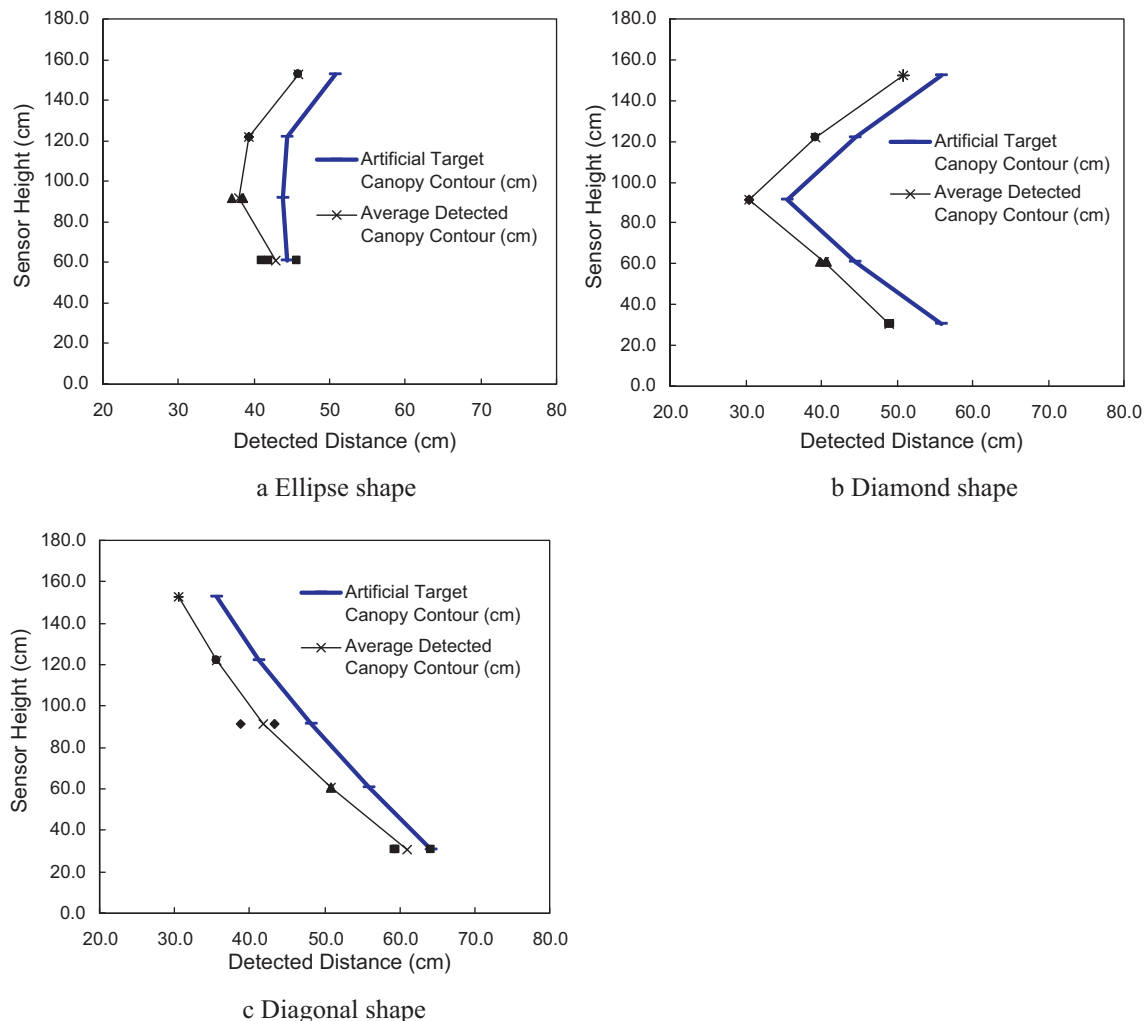 180.0
160.0
140.0
120.0
100.0
80.0
60.0
40.0
20.0
0.0
Sensor Height (cm)
Artificial Target
Canopy Contour (cm)
Average Detected
Canopy Contour (cm)
20 30 40 50 60 70 80
Detected Distance (cm)
a Ellipse shape
180.0
160.0
140.0
120.0
100.0
80.0
60.0
40.0
20.0
0.0
Sensor Height (cm)
Artificial Target
Canopy Contour (cm)
Average Detected
Canopy Contour (cm)
20.0 30.0 40.0 50.0 60.0 70.0 80.0
Detected Distance (cm)
b Diamond shape
180.0
160.0
140.0
120.0
100.0
80.0
60.0
40.0
20.0
0.0
Sensor Height (cm)
Artificial Target
Canopy Contour (cm)
Average Detected
Canopy Contour (cm)
20.0 30.0 40.0 50.0 60.0 70.0 80.0
Detected Distance (cm)
c Diagonal shape